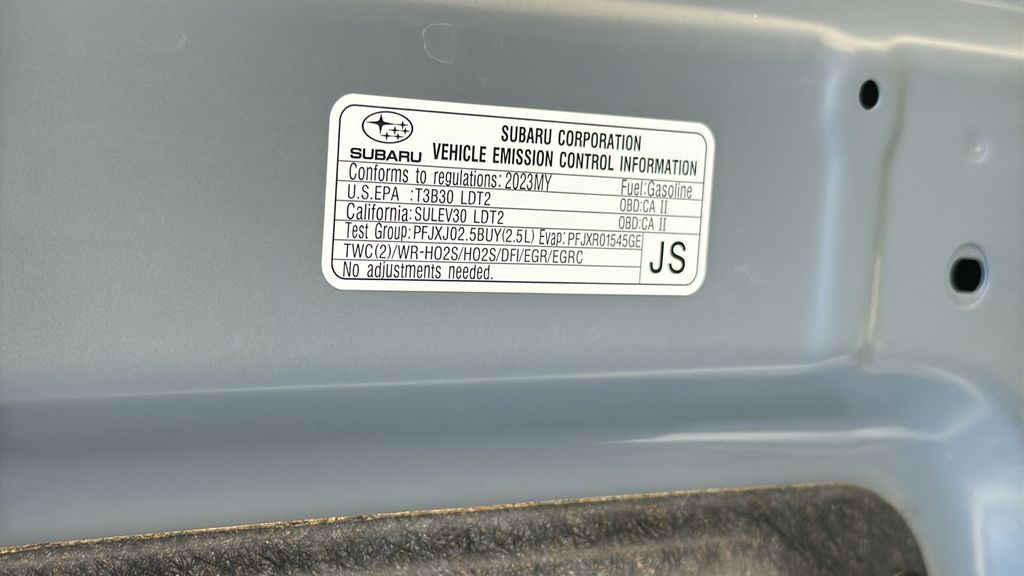 SUBARU CORPORATION
SUBARU VEHICLE EMISSION CONTROL INFORMATION
Conforms to regulations: 2023MY Fuel:Gasoline
U.S.EPA :T3B30 LDT2 OBD:CA II
California:SULEV30 LDT2 OBD:CA II
Test Group:PFJXJ02.5BUY(2.5L) Evap:PFJXR01545GE
TWC(2)/WR-HO2S/HO2S/DFI/EGR/EGRC JS
No adjustments needed.